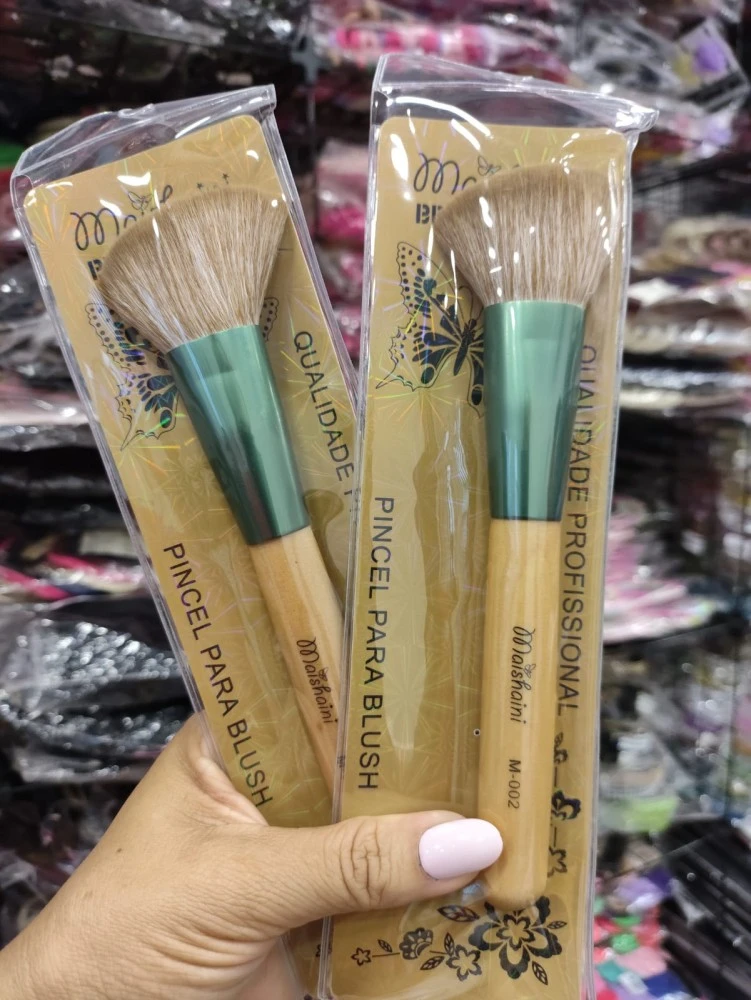 QUALIDADE
PINCEL PARA BLUSH
Maishaini
QUALIDADE PROFISSIONAL
PINCEL PARA BLUSH
Maishaini
M-002